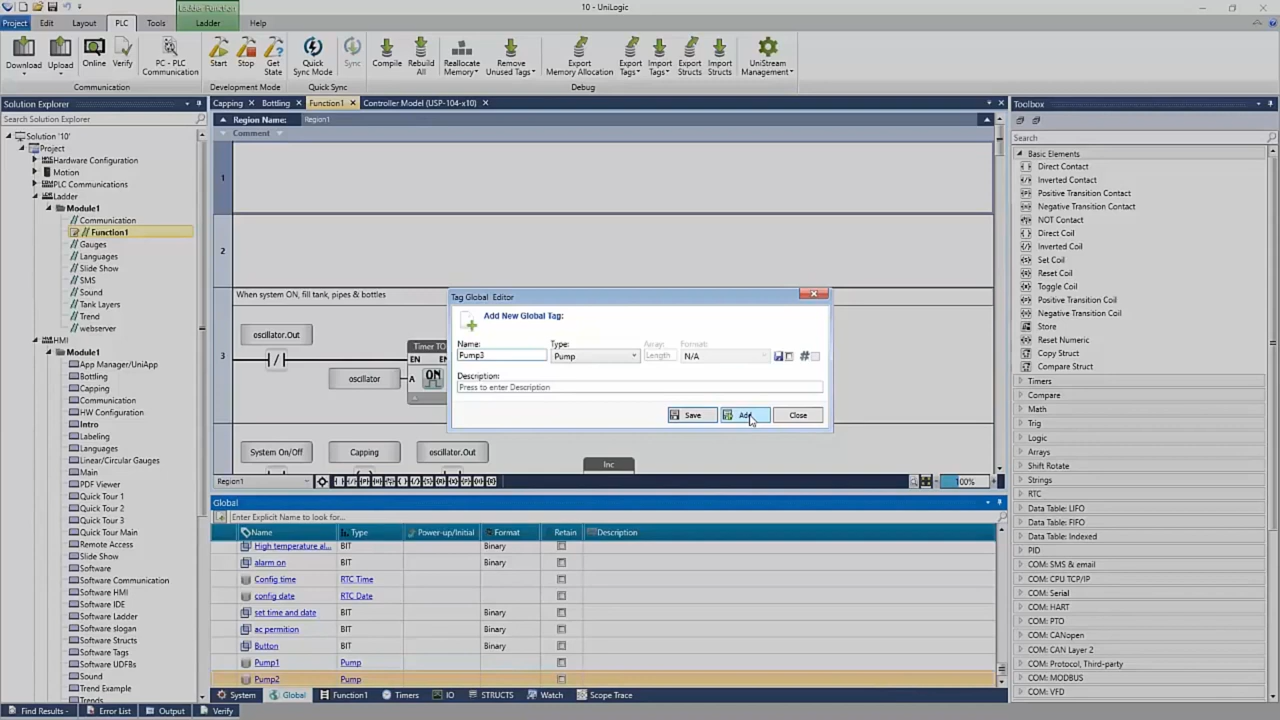 Ladder Function
10 - UniLogic
Project Edit Layout PLC Tools Ladder Help
Download Upload Online Verify PC - PLC Communication Start Stop Get State Quick Sync Mode Sync Compile Rebuild All Reallocate Memory Remove Unused Tags Export Memory Allocation Export Tags Import Tags Export Structs Import Structs UniStream Management
Communication Development Mode Quick Sync Debug
Solution Explorer
Search Solution Explorer
Solution '10'
Project
Hardware Configuration
Motion
PLC Communications
Ladder
Module1
Communication
Function1
Gauges
Languages
Slide Show
SMS
Sound
Tank Layers
Trend
webserver
HMI
Module1
App Manager/UniApp
Bottling
Capping
Communication
HW Configuration
Intro
Labeling
Languages
Linear/Circular Gauges
Main
PDF Viewer
Quick Tour 1
Quick Tour 2
Quick Tour 3
Quick Tour Main
Remote Access
Slide Show
Software
Software Communication
Software HMI
Software IDE
Software Ladder
Software slogan
Software Structs
Software Tags
Software UDFBs
Sound
Trend Example
Trends
Capping Bottling Function1 Controller Model (USP-104-x10)
Region Name: Region1
Comment
1
2
When system ON, fill tank, pipes & bottles
3
oscillator.Out
Timer TO
EN
oscillator A
ON
System On/Off Capping oscillator.Out
Inc
Region1 100%
Tag Global Editor
Add New Global Tag:
Name: Type: Array: Format:
Pump3 Pump Length N/A #
Description:
Press to enter Description
Save Add Close
Global
Enter Explicit Name to look for...
Name Type Power-up/Initial Format Retain Description
High temperature al... BIT Binary
alarm on BIT Binary
Config time RTC Time
config date RTC Date
set time and date BIT Binary
ac permition BIT Binary
Button BIT Binary
Pump1 Pump
Pump2 Pump
System Global Function1 Timers IO STRUCTS Watch Scope Trace
Toolbox
Search
Basic Elements
Direct Contact
Inverted Contact
Positive Transition Contact
Negative Transition Contact
NOT Contact
Direct Coil
Inverted Coil
Set Coil
Reset Coil
Toggle Coil
Positive Transition Coil
Negative Transition Coil
Store
Reset Numeric
Copy Struct
Compare Struct
Timers
Compare
Math
Trig
Logic
Arrays
Shift Rotate
Strings
RTC
Data Table: LIFO
Data Table: FIFO
Data Table: Indexed
PID
COM: SMS & email
COM: CPU TCP/IP
COM: Serial
COM: HART
COM: PTO
COM: CANopen
COM: CAN Layer 2
COM: Protocol, Third-party
COM: MODBUS
COM: VFD
Find Results - Error List Output Verify